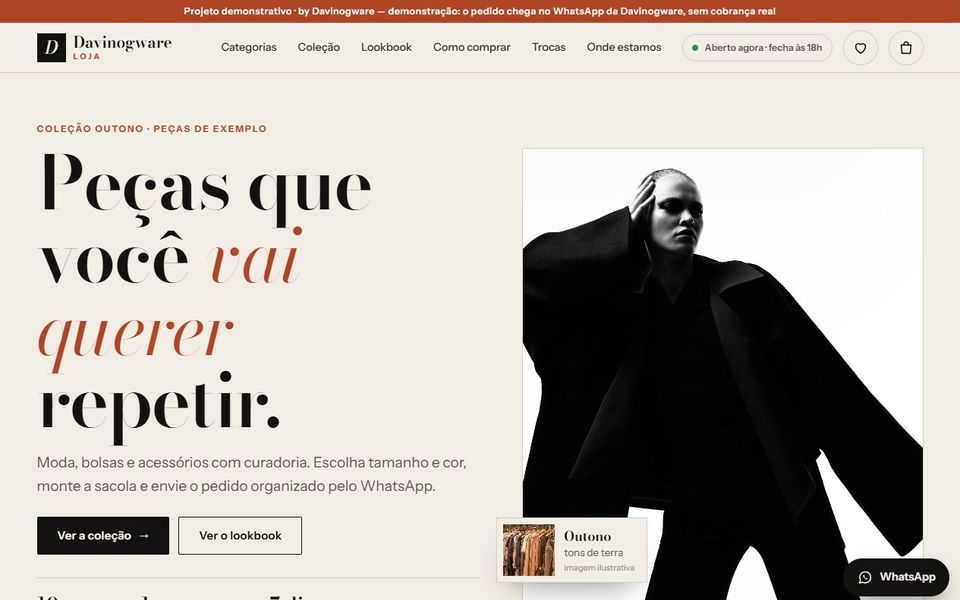 Projeto demonstrativo · by Davinogware — demonstração: o pedido chega no WhatsApp da Davinogware, sem cobrança real
D Davinogware
LOJA
Categorias Coleção Lookbook Como comprar Trocas Onde estamos
Aberto agora · fecha às 18h
COLEÇÃO OUTONO · PEÇAS DE EXEMPLO
Peças que
você vai
querer
repetir.
Moda, bolsas e acessórios com curadoria. Escolha tamanho e cor,
monte a sacola e envie o pedido organizado pelo WhatsApp.
Ver a coleção →
Ver o lookbook
Outono
tons de terra
imagem ilustrativa
WhatsApp